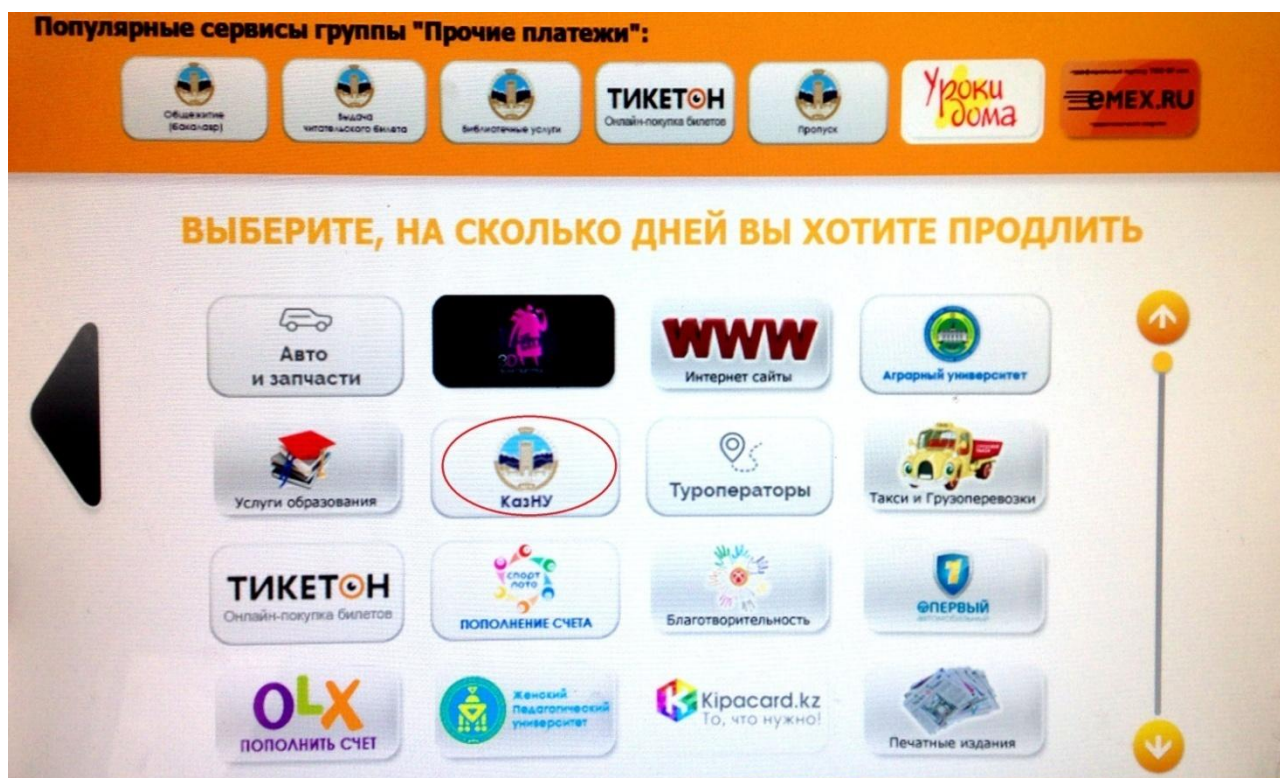 Популярные сервисы группы "Прочие платежи":
Общежитие
(бакалавр)
Выдача
читательского билета
Библиотечные услуги
ТИКЕТОН
Онлайн-покупка билетов
Пропуск
Уроки
дома
EMEX.RU
ВЫБЕРИТЕ, НА СКОЛЬКО ДНЕЙ ВЫ ХОТИТЕ ПРОДЛИТЬ
Авто
и запчасти
WWW
Интернет сайты
Аграрный университет
Услуги образования
КазНУ
Туроператоры
Такси и Грузоперевозки
ТИКЕТОН
Онлайн-покупка билетов
спорт
лото
ПОПОЛНЕНИЕ СЧЕТА
Благотворительность
ПЕРВЫЙ
автомобильный
OLX
ПОПОЛНИТЬ СЧЕТ
Женский
Педагогический
университет
Kipacard.kz
То, что нужно!
Печатные издания